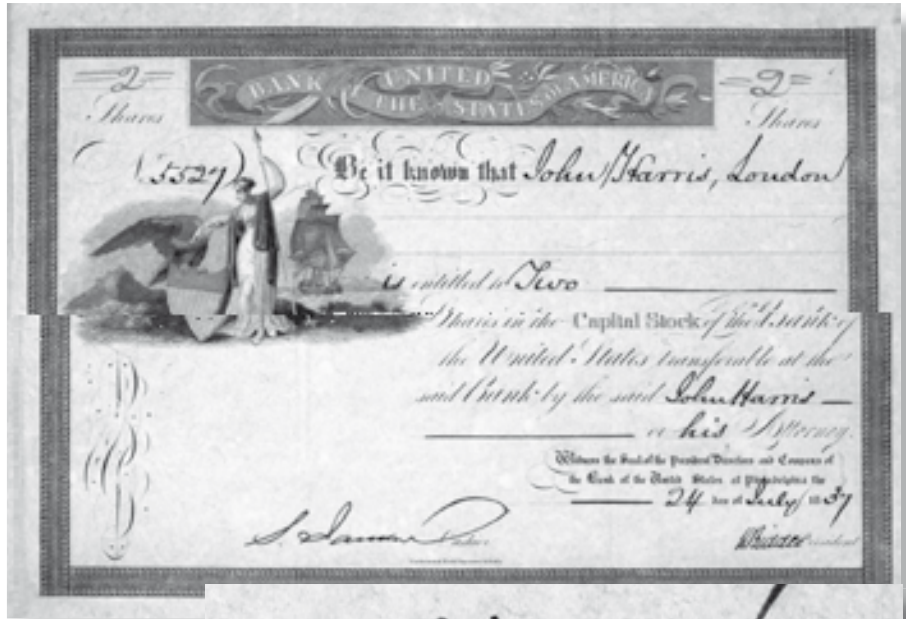 2 BANK OF THE UNITED STATES OF AMERICA 2
Shares Shares
No. 5527 Be it known that John Harris, London
is entitled to Two
Shares in the Capital Stock of the Bank of
the United States transferable at the
said Bank by the said John Harris
or his Attorney.
Witness the Seal of the President Directors and Company of
the Bank of the United States at Philadelphia the
24 day of July 1837
President